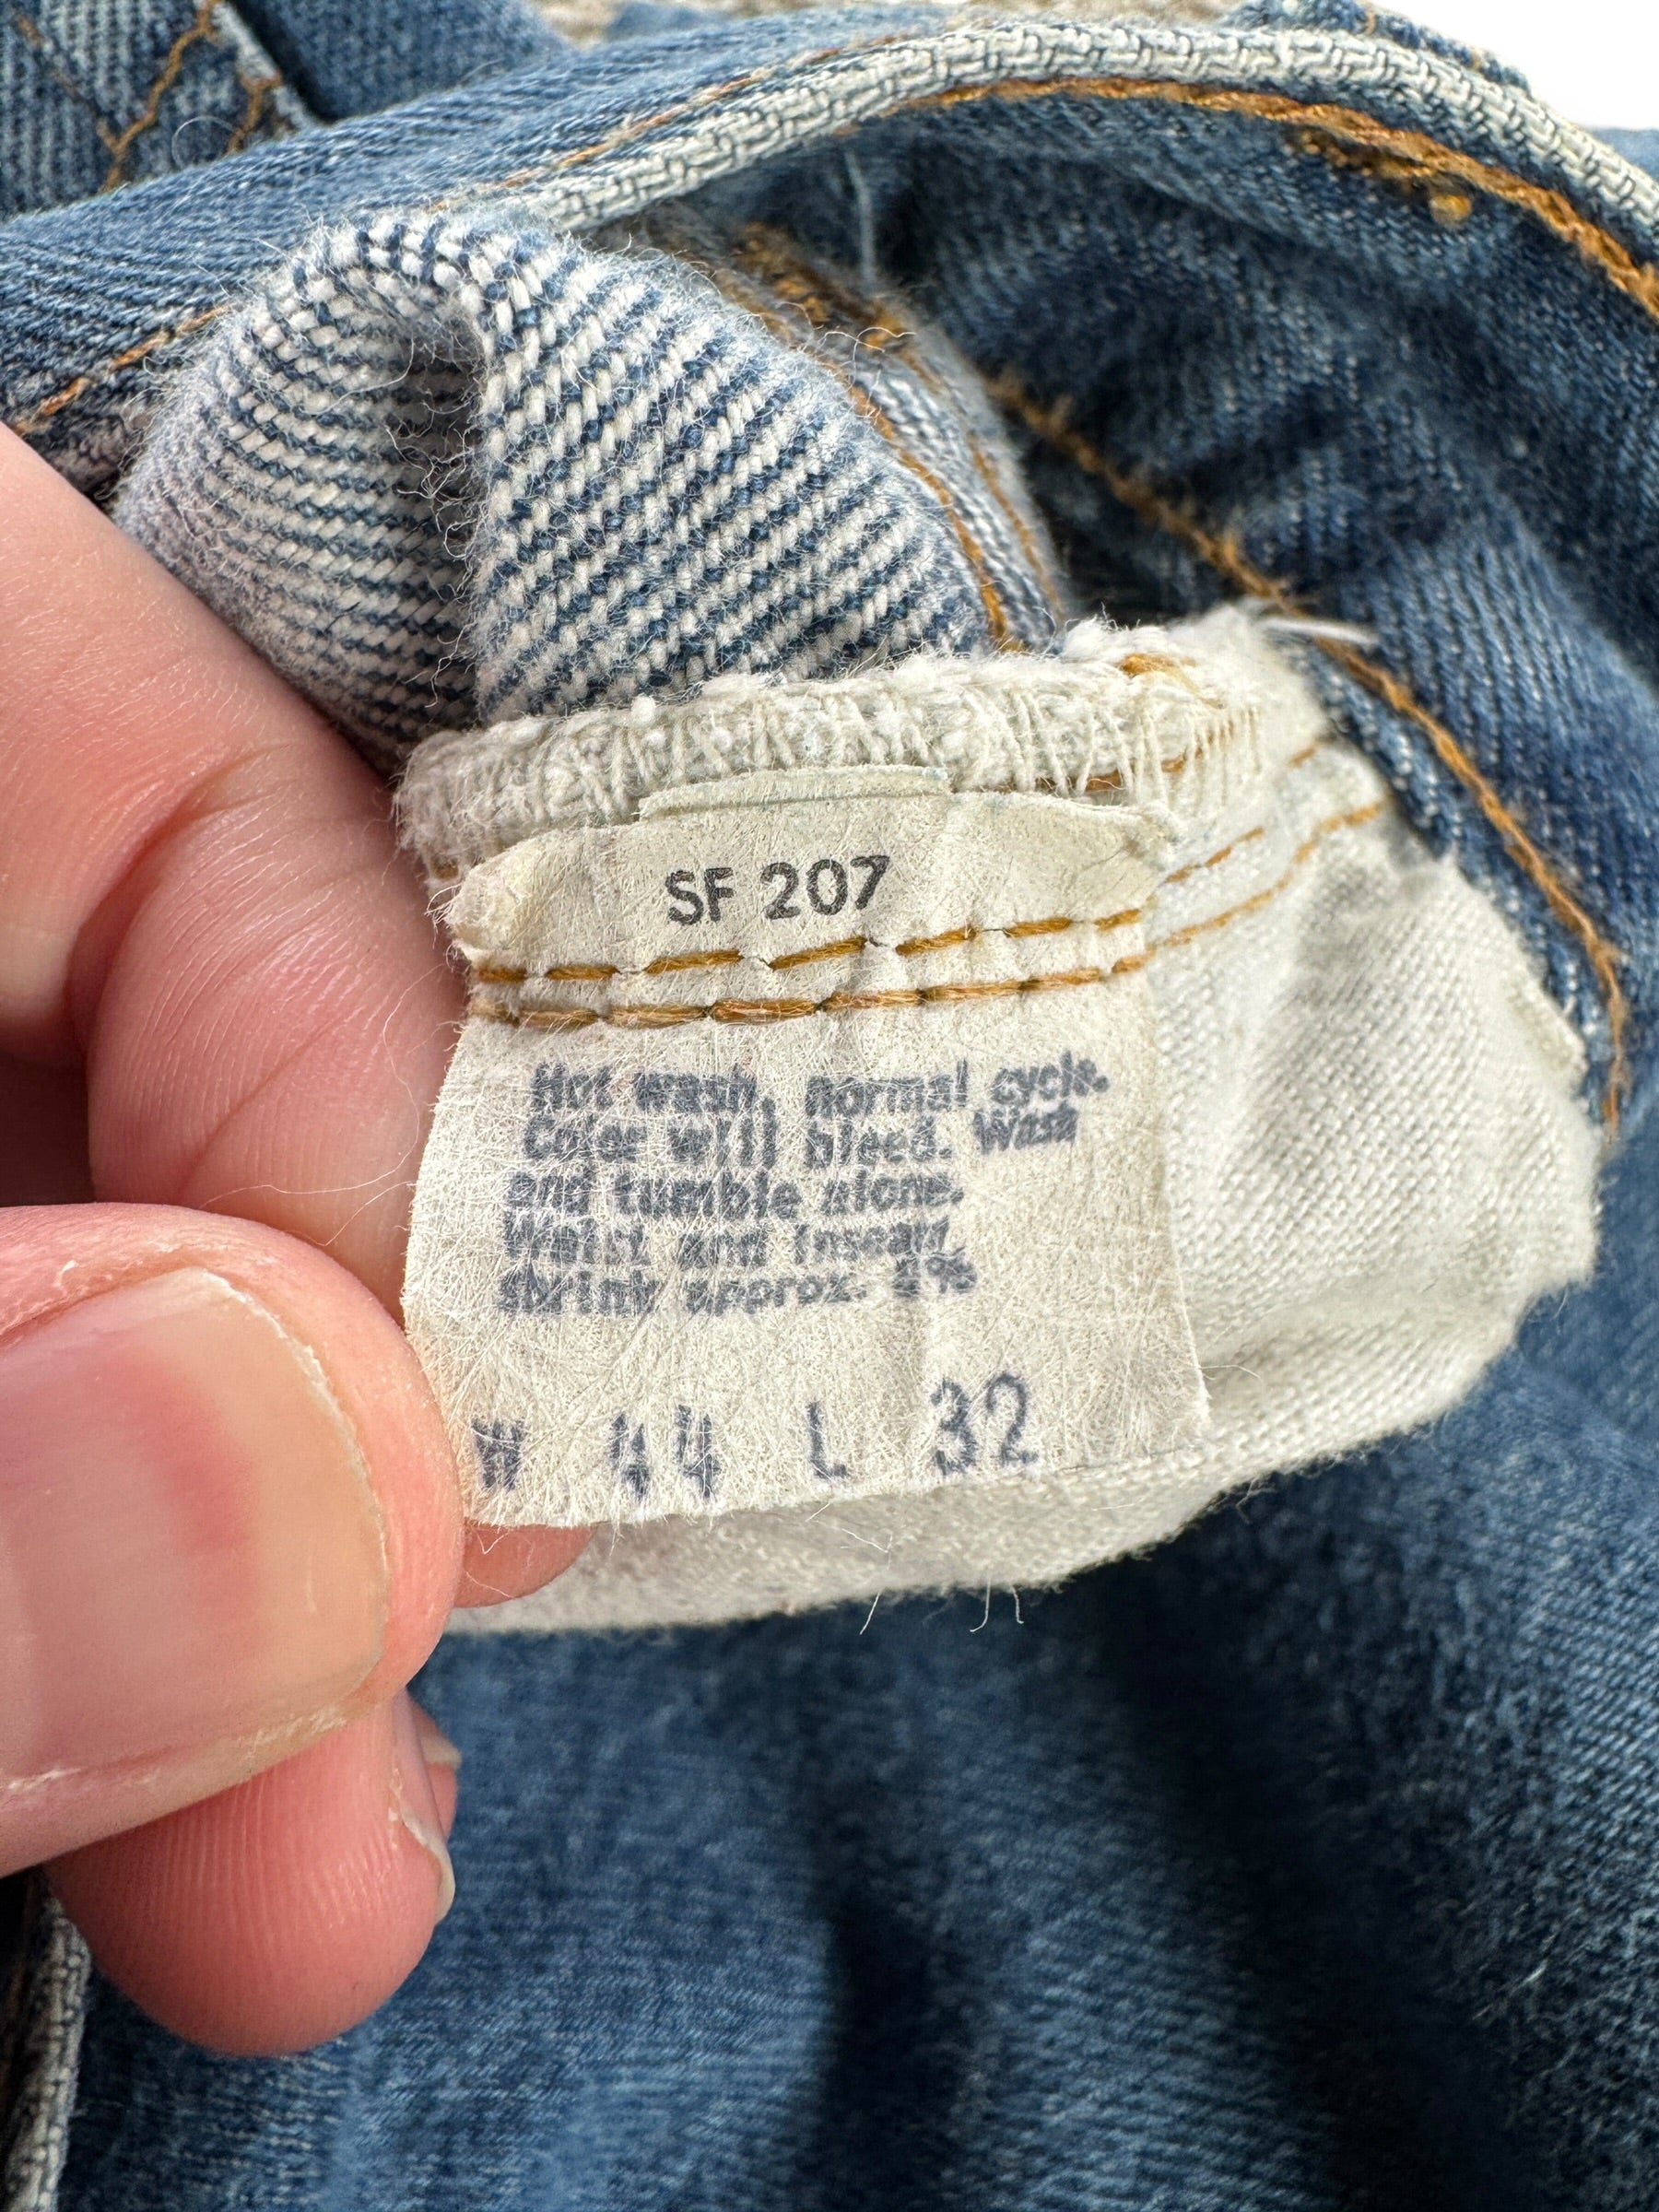 SF 207
Hot wash, normal cycle.
Color will bleed. Wash
and tumble alone.
Waist and inseam
shrink approx. %
W 44 L 32